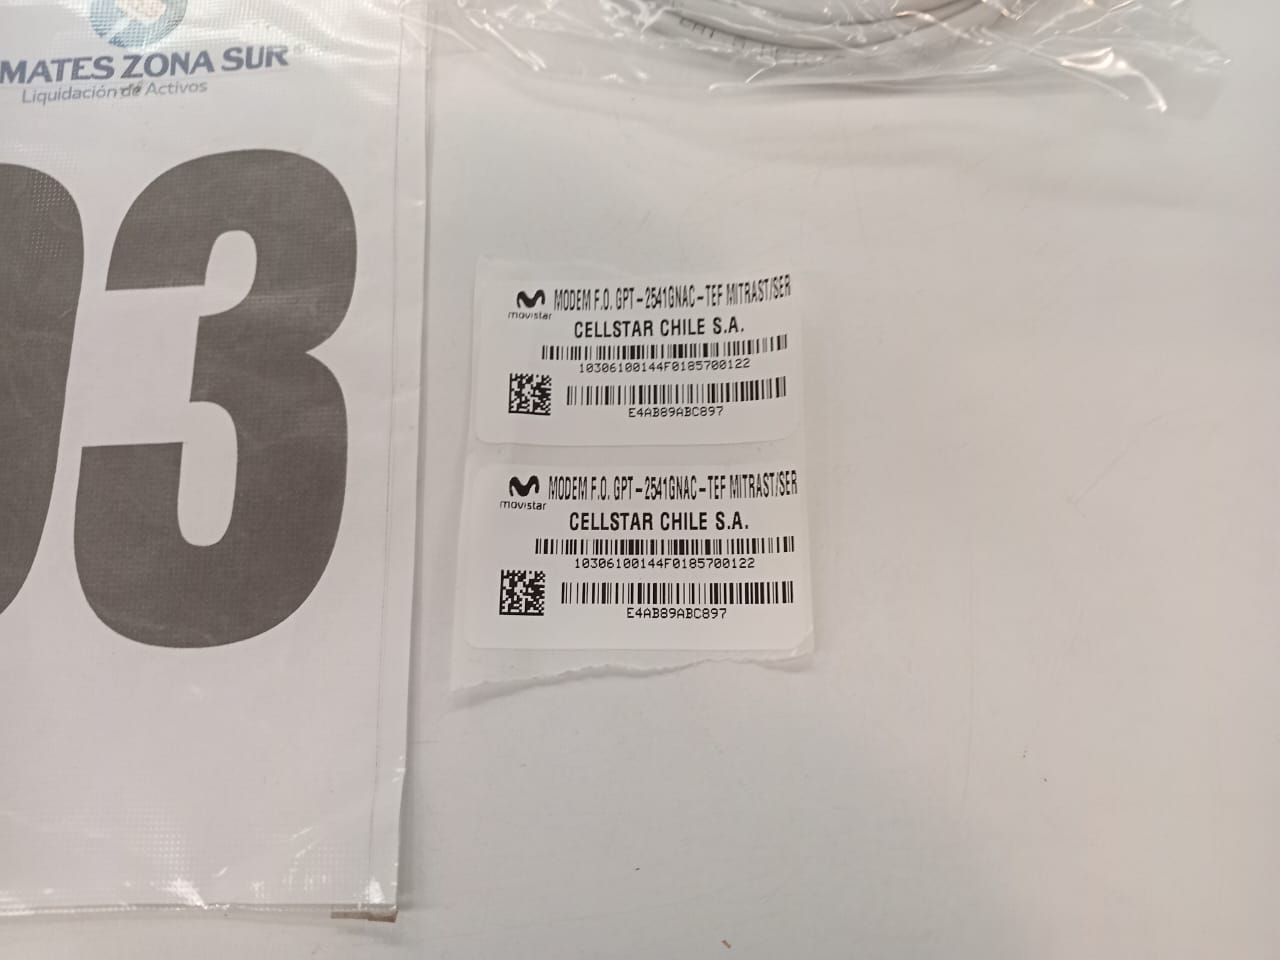 MATES ZONA SUR
Liquidación de Activos
03
movistar
MODEM F.O. GPT-2541GNAC-TEF MITRAST/SER
CELLSTAR CHILE S.A.
10306100144F0185700122
E4AB89ABC897
movistar
MODEM F.O. GPT-2541GNAC-TEF MITRAST/SER
CELLSTAR CHILE S.A.
10306100144F0185700122
E4AB89ABC897